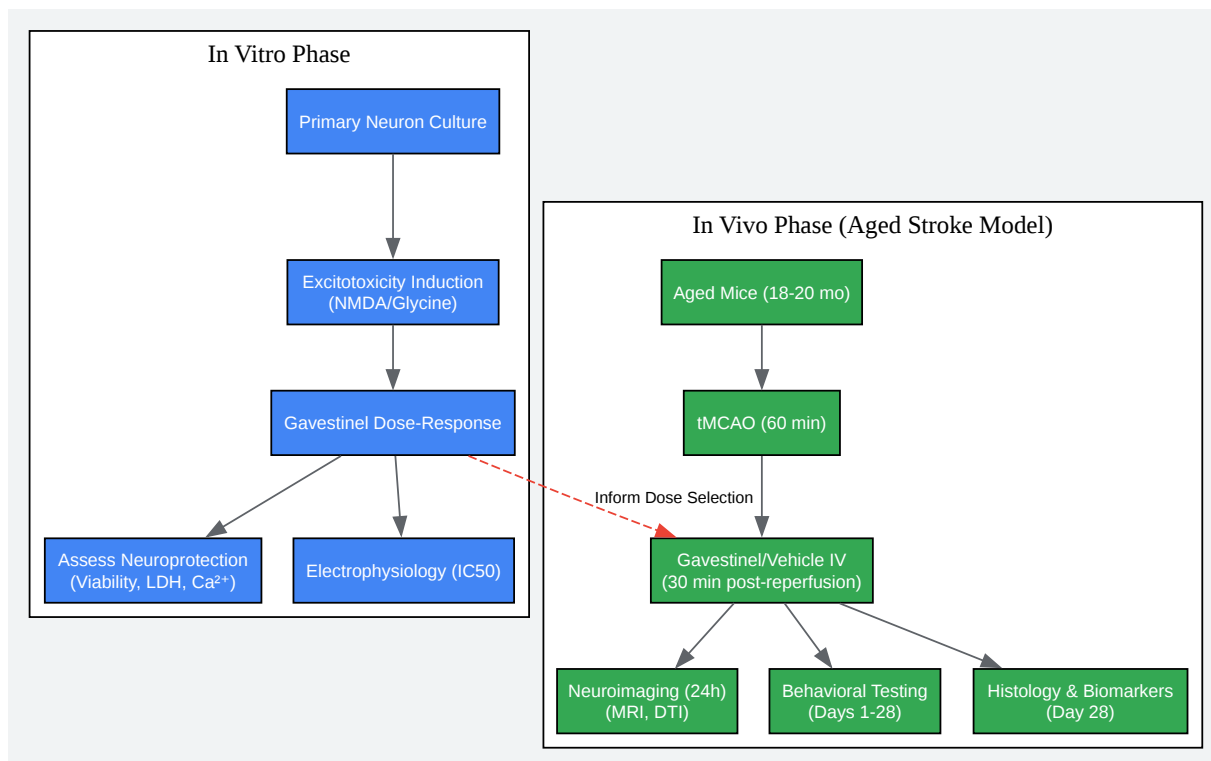 In Vitro Phase
Primary Neuron Culture
Excitotoxicity Induction
(NMDA/Glycine)
Gavestinel Dose-Response
Assess Neuroprotection
(Viability, LDH, Ca²⁺)
Electrophysiology (IC50)
Inform Dose Selection
In Vivo Phase (Aged Stroke Model)
Aged Mice (18-20 mo)
tMCAO (60 min)
Gavestinel/Vehicle IV
(30 min post-reperfusion)
Neuroimaging (24h)
(MRI, DTI)
Behavioral Testing
(Days 1-28)
Histology & Biomarkers
(Day 28)